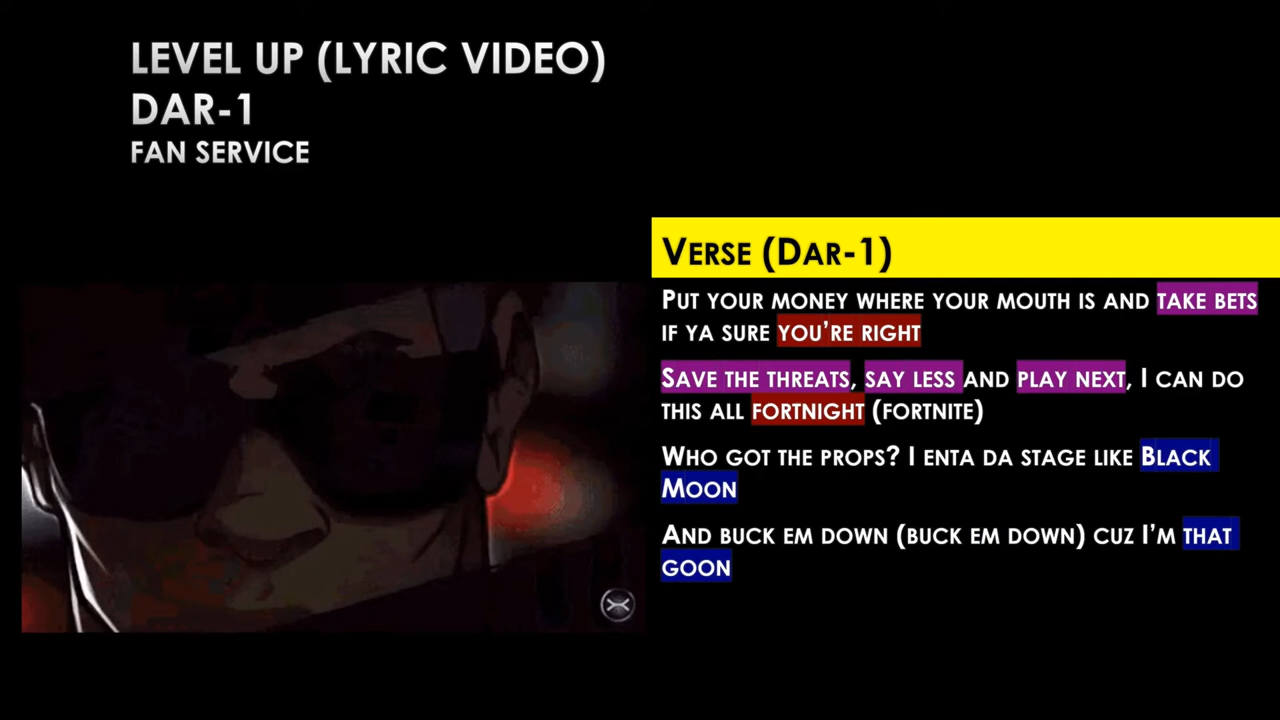 LEVEL UP (LYRIC VIDEO)
DAR-1
FAN SERVICE
VERSE (DAR-1)
PUT YOUR MONEY WHERE YOUR MOUTH IS AND TAKE BETS
IF YA SURE YOU'RE RIGHT
SAVE THE THREATS, SAY LESS AND PLAY NEXT, I CAN DO
THIS ALL FORTNIGHT (FORTNITE)
WHO GOT THE PROPS? I ENTA DA STAGE LIKE BLACK
MOON
AND BUCK EM DOWN (BUCK EM DOWN) CUZ I'M THAT
GOON